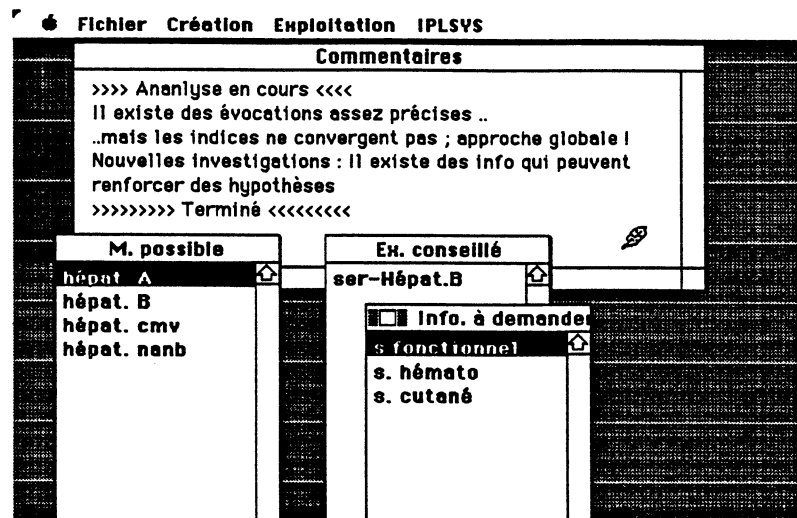 Fichier Création Exploitation IPLSYS
Commentaires
>>>> Ananlyse en cours <<<<
Il existe des évocations assez précises ..
..mais les indices ne convergent pas ; approche globale !
Nouvelles investigations : Il existe des info qui peuvent
renforcer des hypothèses
>>>>>>>>> Terminé <<<<<<<<<
M. possible
hépat A
hépat. B
hépat. cmv
hépat. nanb
Ex. conseillé
ser-Hépat.B
Info. à demander
s fonctionnel
s. hémato
s. cutané